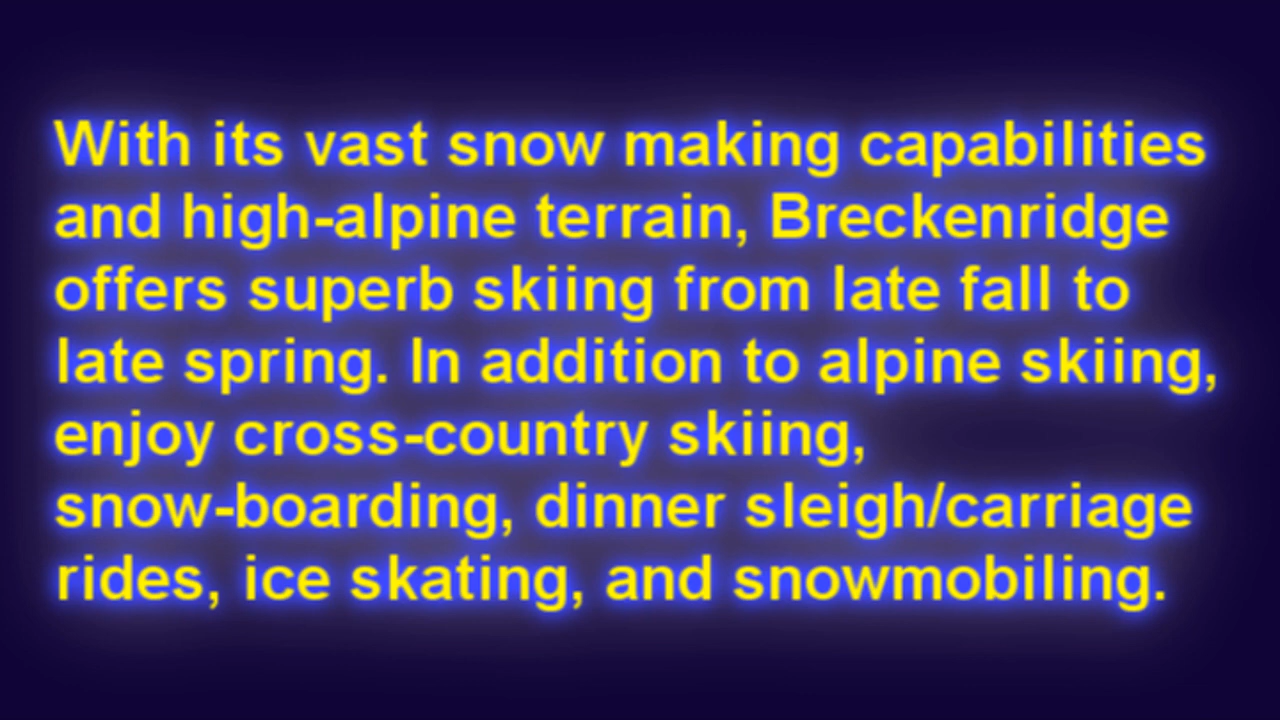 With its vast snow making capabilities
and high-alpine terrain, Breckenridge
offers superb skiing from late fall to
late spring. In addition to alpine skiing,
enjoy cross-country skiing,
snow-boarding, dinner sleigh/carriage
rides, ice skating, and snowmobiling.